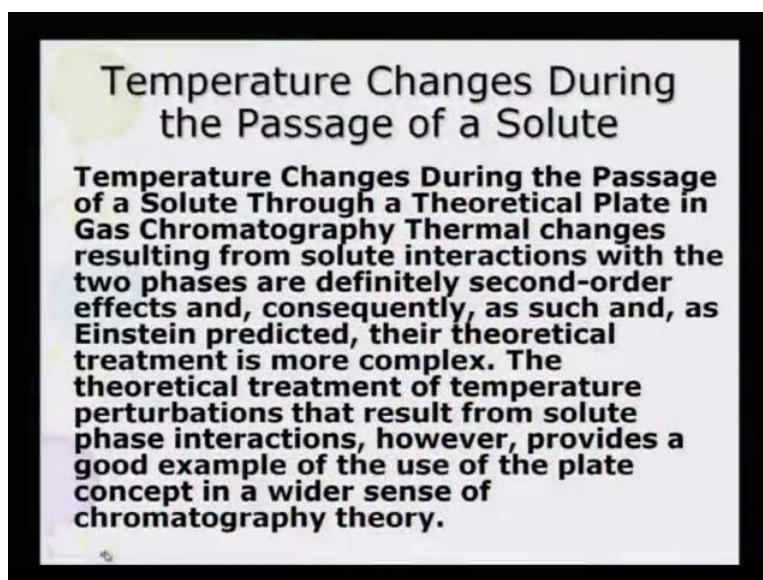 Temperature Changes During
the Passage of a Solute
Temperature Changes During the Passage
of a Solute Through a Theoretical Plate in
Gas Chromatography Thermal changes
resulting from solute interactions with the
two phases are definitely second-order
effects and, consequently, as such and, as
Einstein predicted, their theoretical
treatment is more complex. The
theoretical treatment of temperature
perturbations that result from solute
phase interactions, however, provides a
good example of the use of the plate
concept in a wider sense of
chromatography theory.